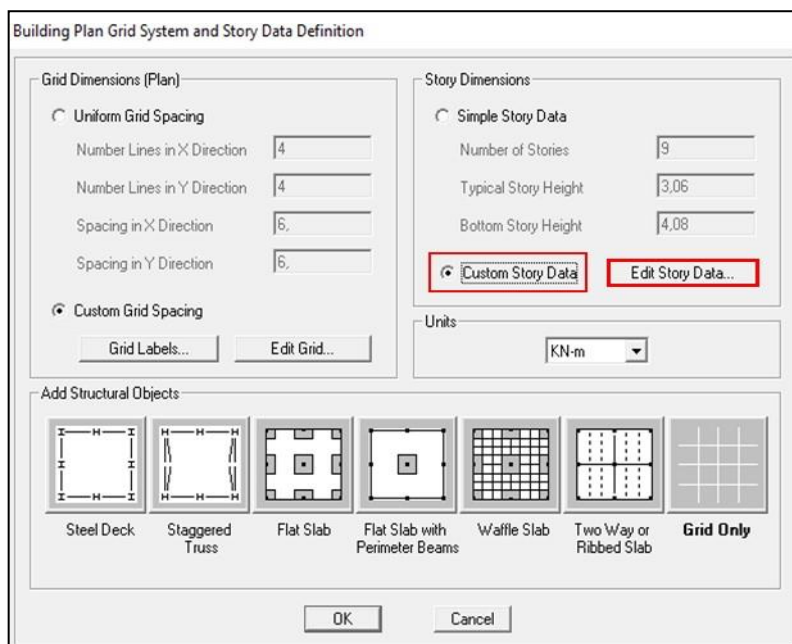 Building Plan Grid System and Story Data Definition
Grid Dimensions (Plan)
Uniform Grid Spacing
Number Lines in X Direction 4
Number Lines in Y Direction 4
Spacing in X Direction 6,
Spacing in Y Direction 6,
Custom Grid Spacing
Grid Labels... Edit Grid...
Story Dimensions
Simple Story Data
Number of Stories 9
Typical Story Height 3,06
Bottom Story Height 4,08
Custom Story Data Edit Story Data...
Units
KN-m
Add Structural Objects
Steel Deck
Staggered
Truss
Flat Slab
Flat Slab with
Perimeter Beams
Waffle Slab
Two Way or
Ribbed Slab
Grid Only
OK Cancel